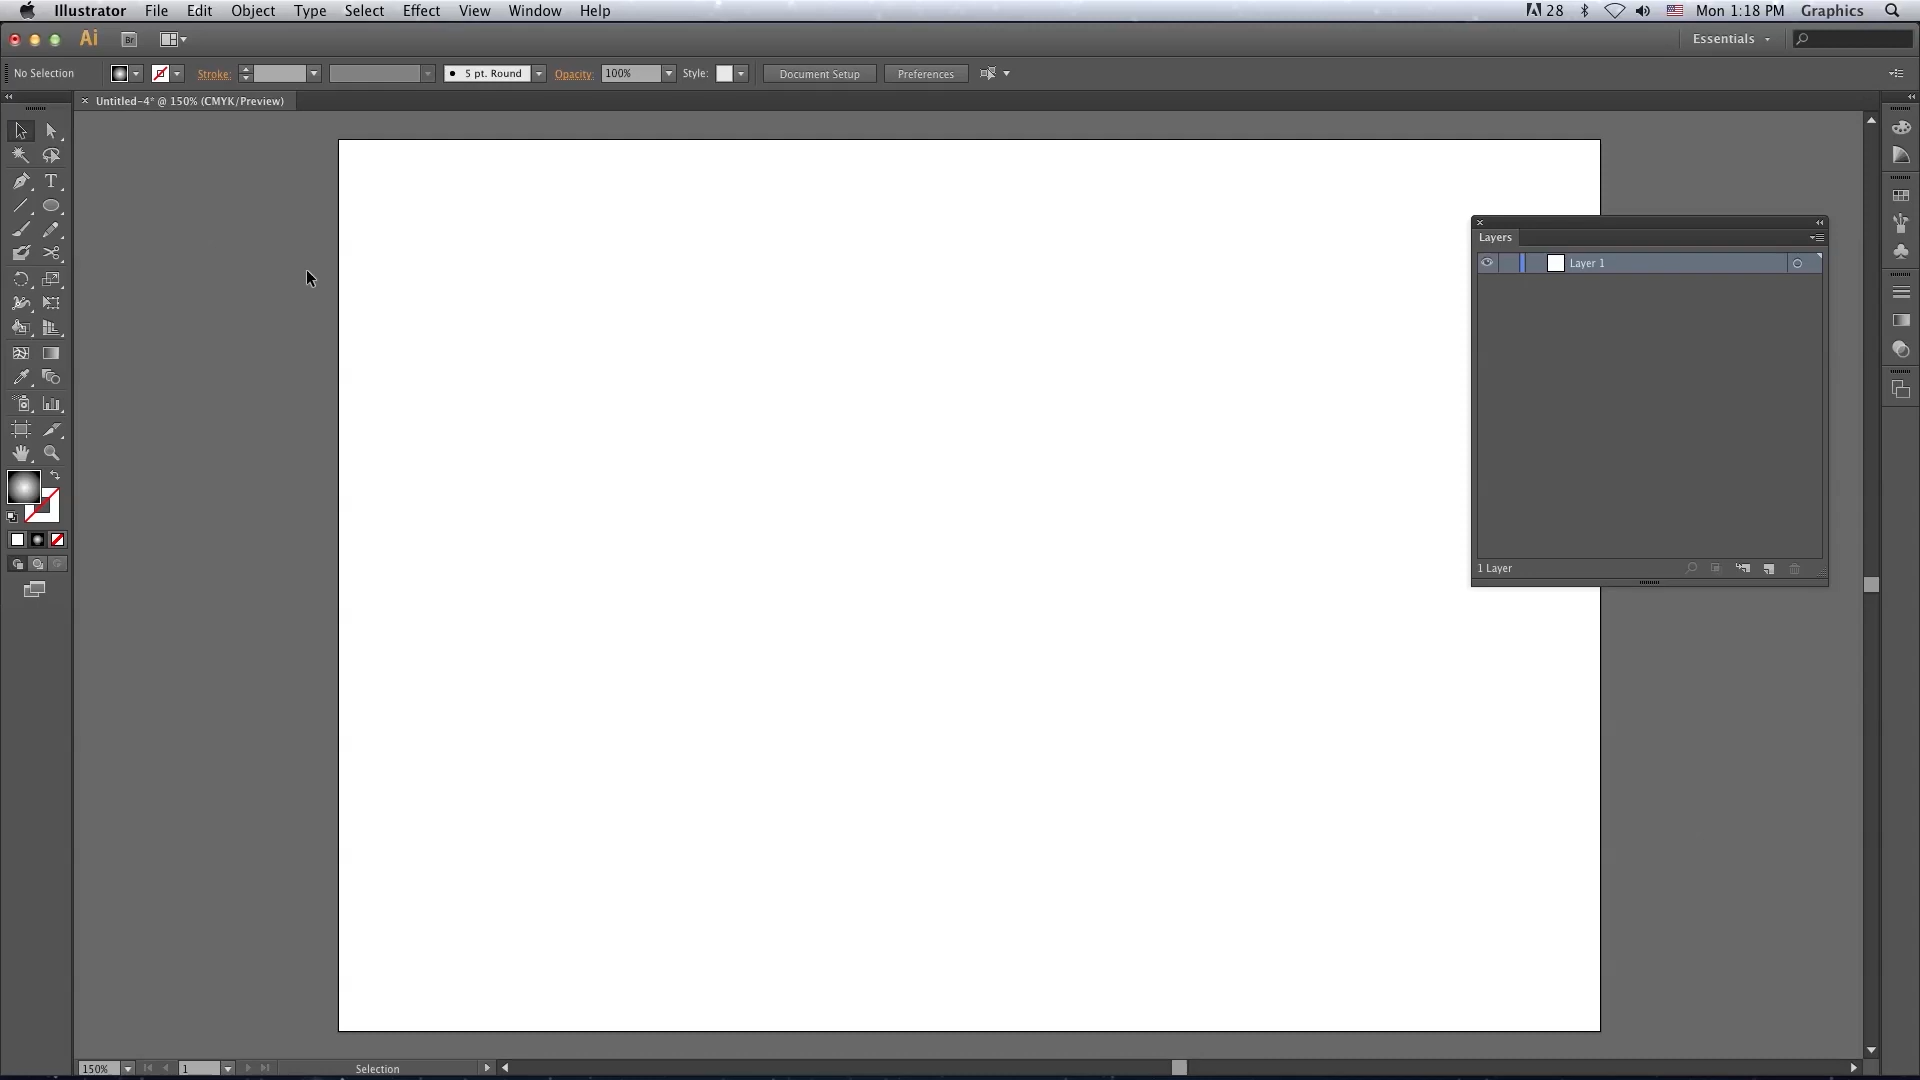 Illustrator File Edit Object Type Select Effect View Window Help 28 Mon 1:18 PM Graphics
Ai Br Essentials
No Selection Stroke: 5 pt. Round Opacity: 100% Style: Document Setup Preferences
× Untitled-4* @ 150% (CMYK/Preview)
T
Layers
Layer 1
1 Layer
150% 1 Selection